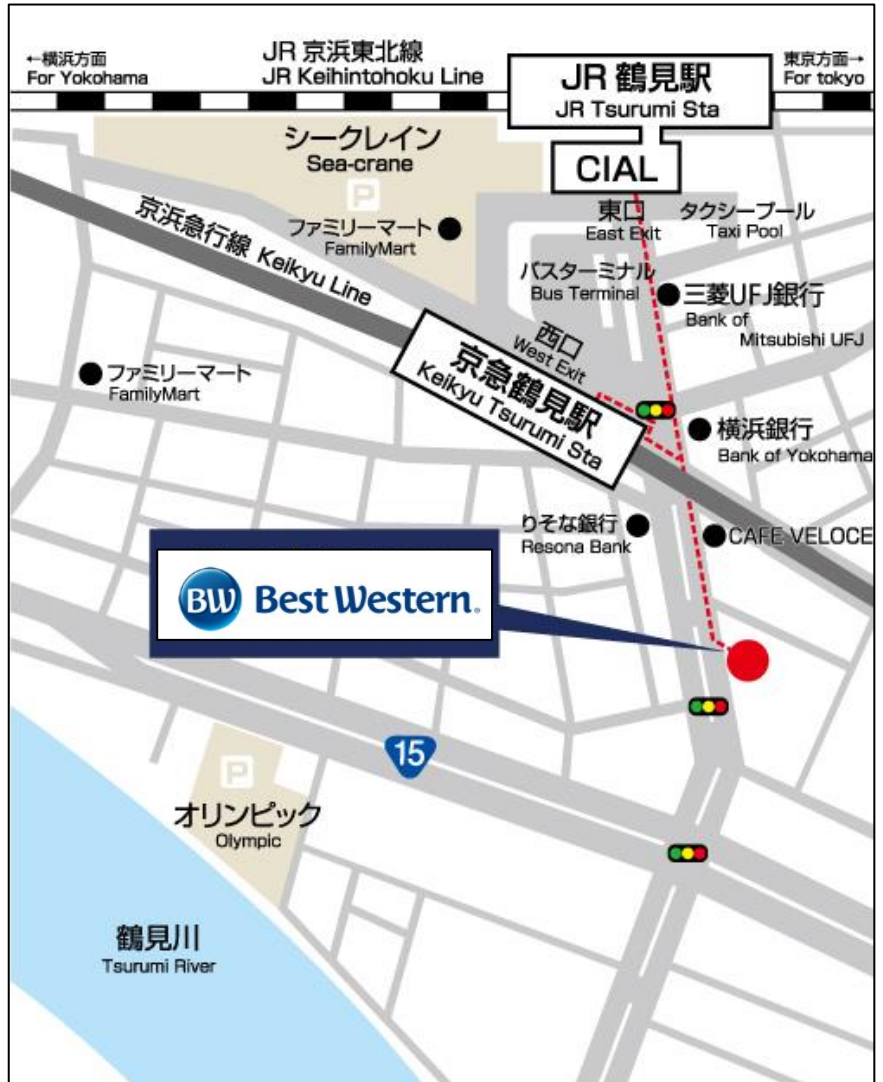 ←横浜方面
For Yokohama
JR 京浜東北線
JR Keihintohoku Line
JR 鶴見駅
JR Tsurumi Sta
東京方面→
For tokyo
CIAL
シークレイン
Sea-crane
P
東口
East Exit
タクシープール
Taxi Pool
京浜急行線 Keikyu Line
ファミリーマート
FamilyMart
バスターミナル
Bus Terminal
三菱UFJ銀行
Bank of
Mitsubishi UFJ
西口
West Exit
京急鶴見駅
Keikyu Tsurumi Sta
ファミリーマート
FamilyMart
横浜銀行
Bank of Yokohama
りそな銀行
Resona Bank
CAFE VELOCE
BW Best Western.
15
P
オリンピック
Olympic
鶴見川
Tsurumi River